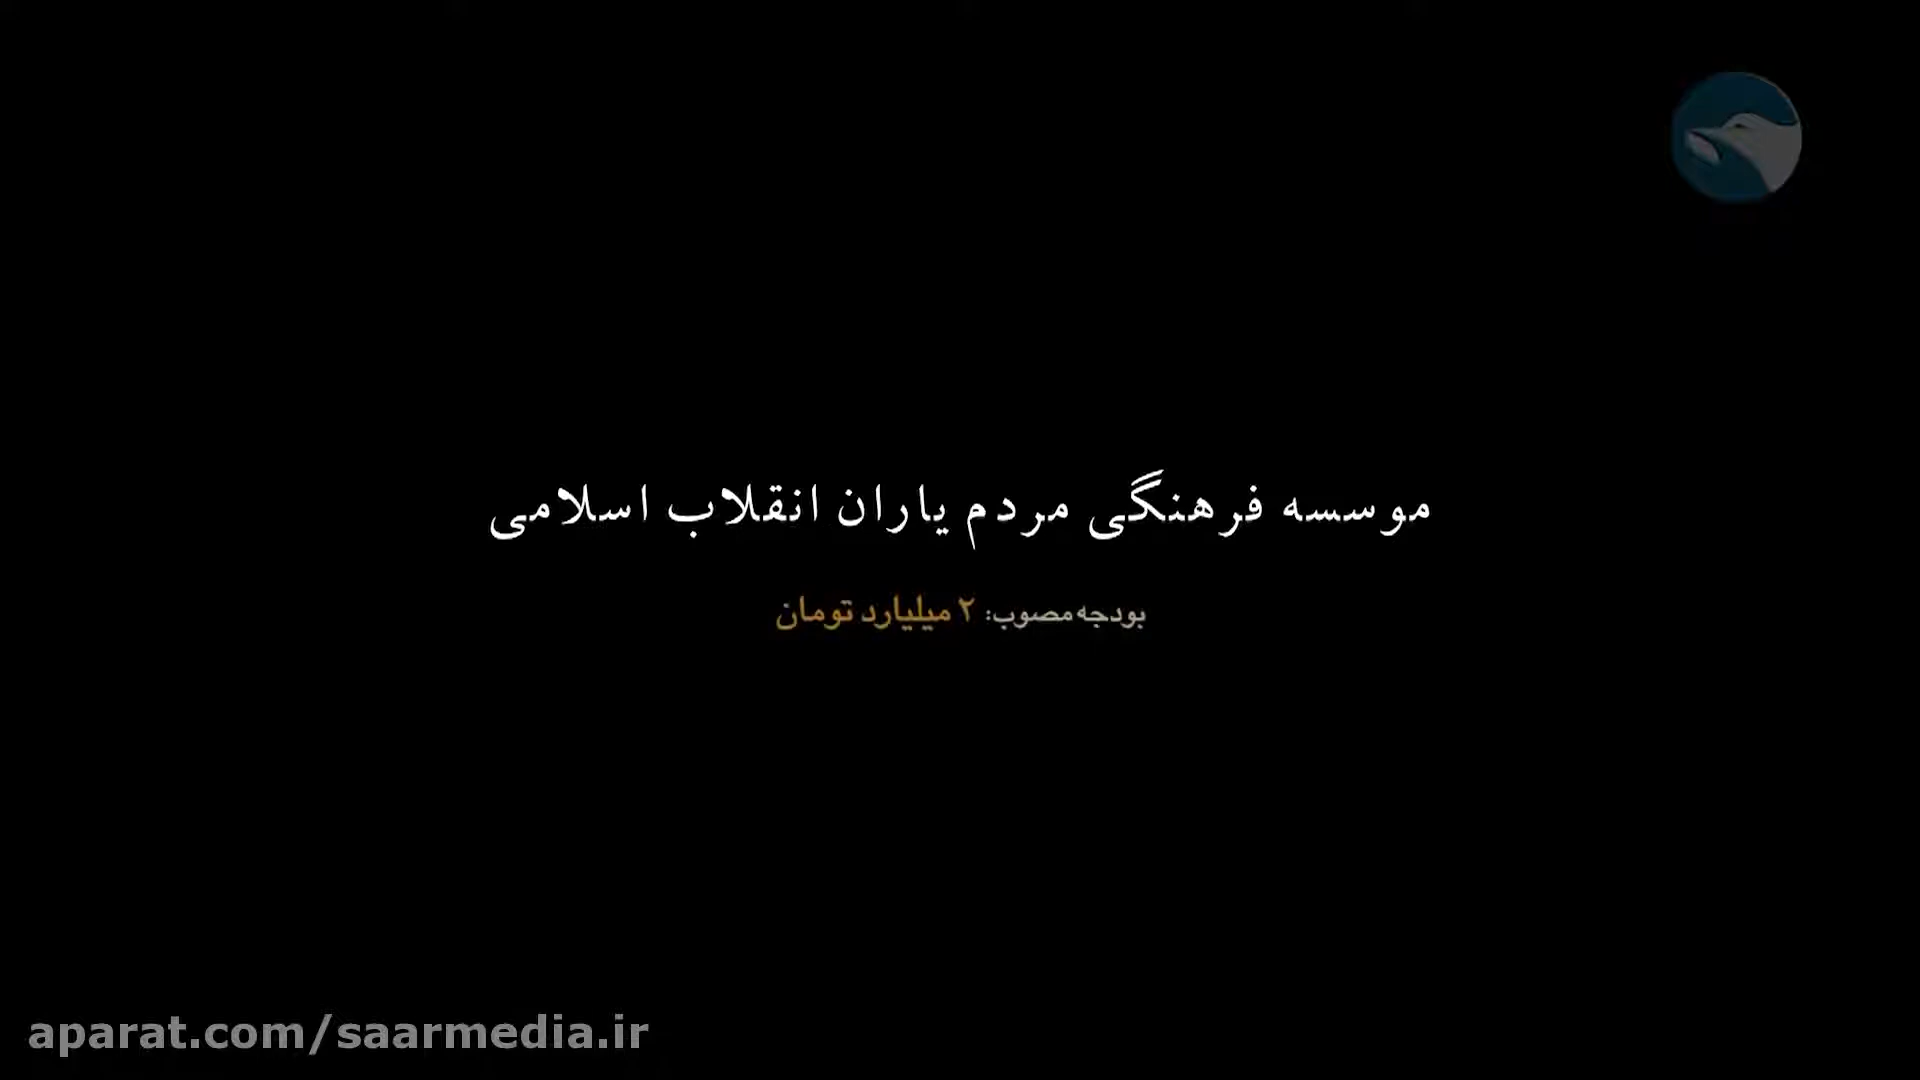 موسسه فرهنگی مردم یاران انقلاب اسلامی
بودجه مصوب: ۲ میلیارد تومان
aparat.com/saarmedia.ir